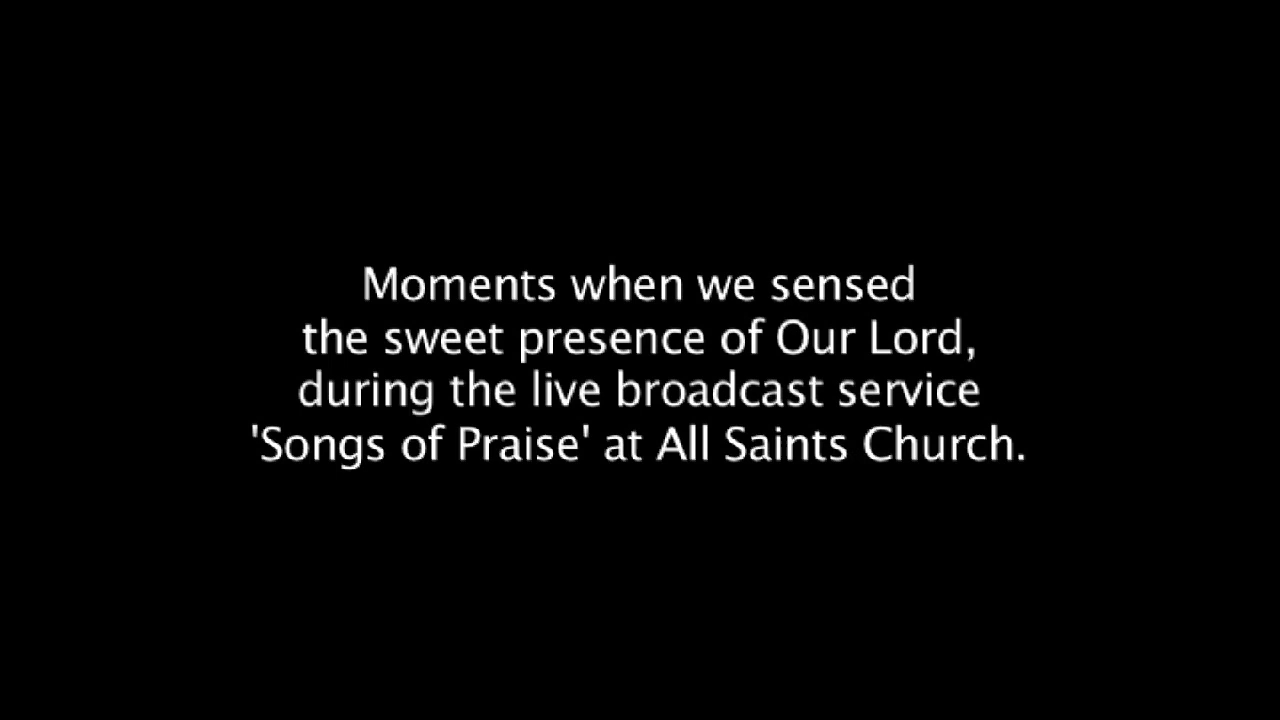 Moments when we sensed
the sweet presence of Our Lord,
during the live broadcast service
'Songs of Praise' at All Saints Church.